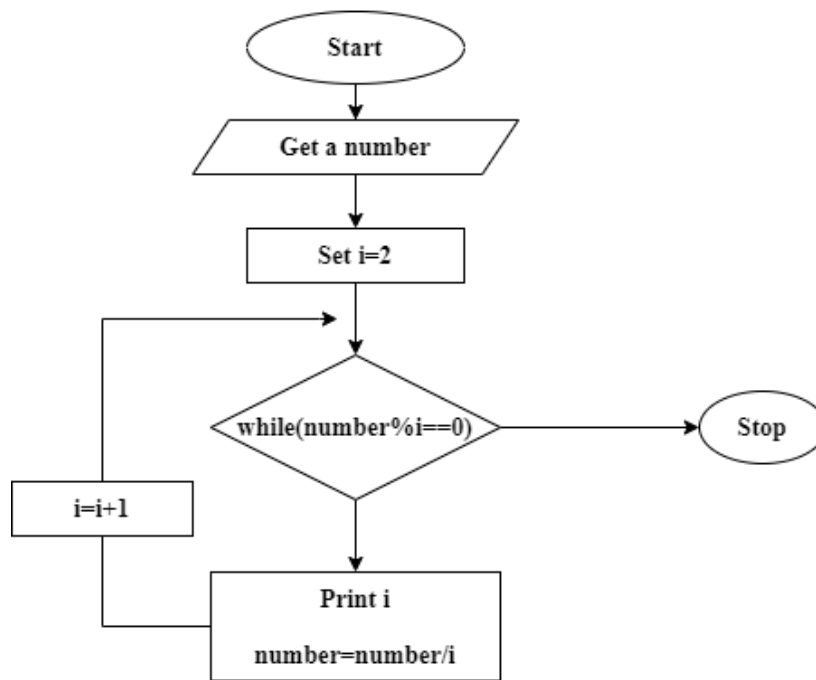 Start
Get a number
Set i=2
while(number%i==0)
Stop
i=i+1
Print i
number=number/i